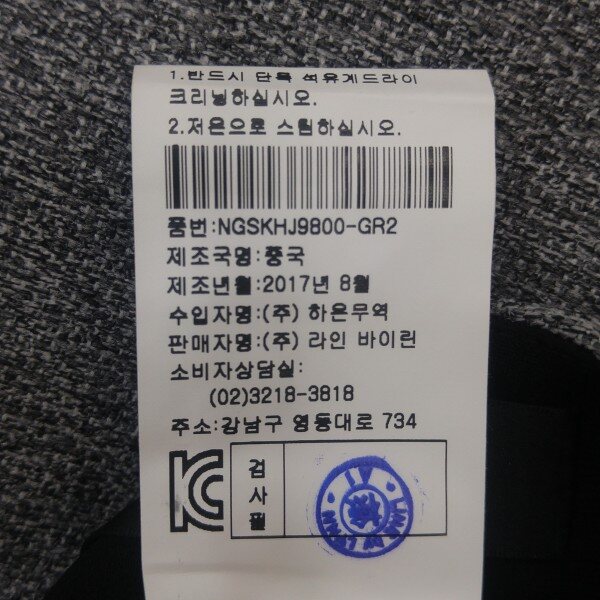 1.반드시 단독 석유계드라이
크리닝하십시오.
2.저온으로 스팀하십시오.
품번:NGSKHJ9800-GR2
제조국명:중국
제조년월:2017년 8월
수입자명:(주) 하은무역
판매자명:(주) 라인 바이린
소비자상담실:
(02)3218-3818
주소:강남구 영동대로 734
KC
검사필